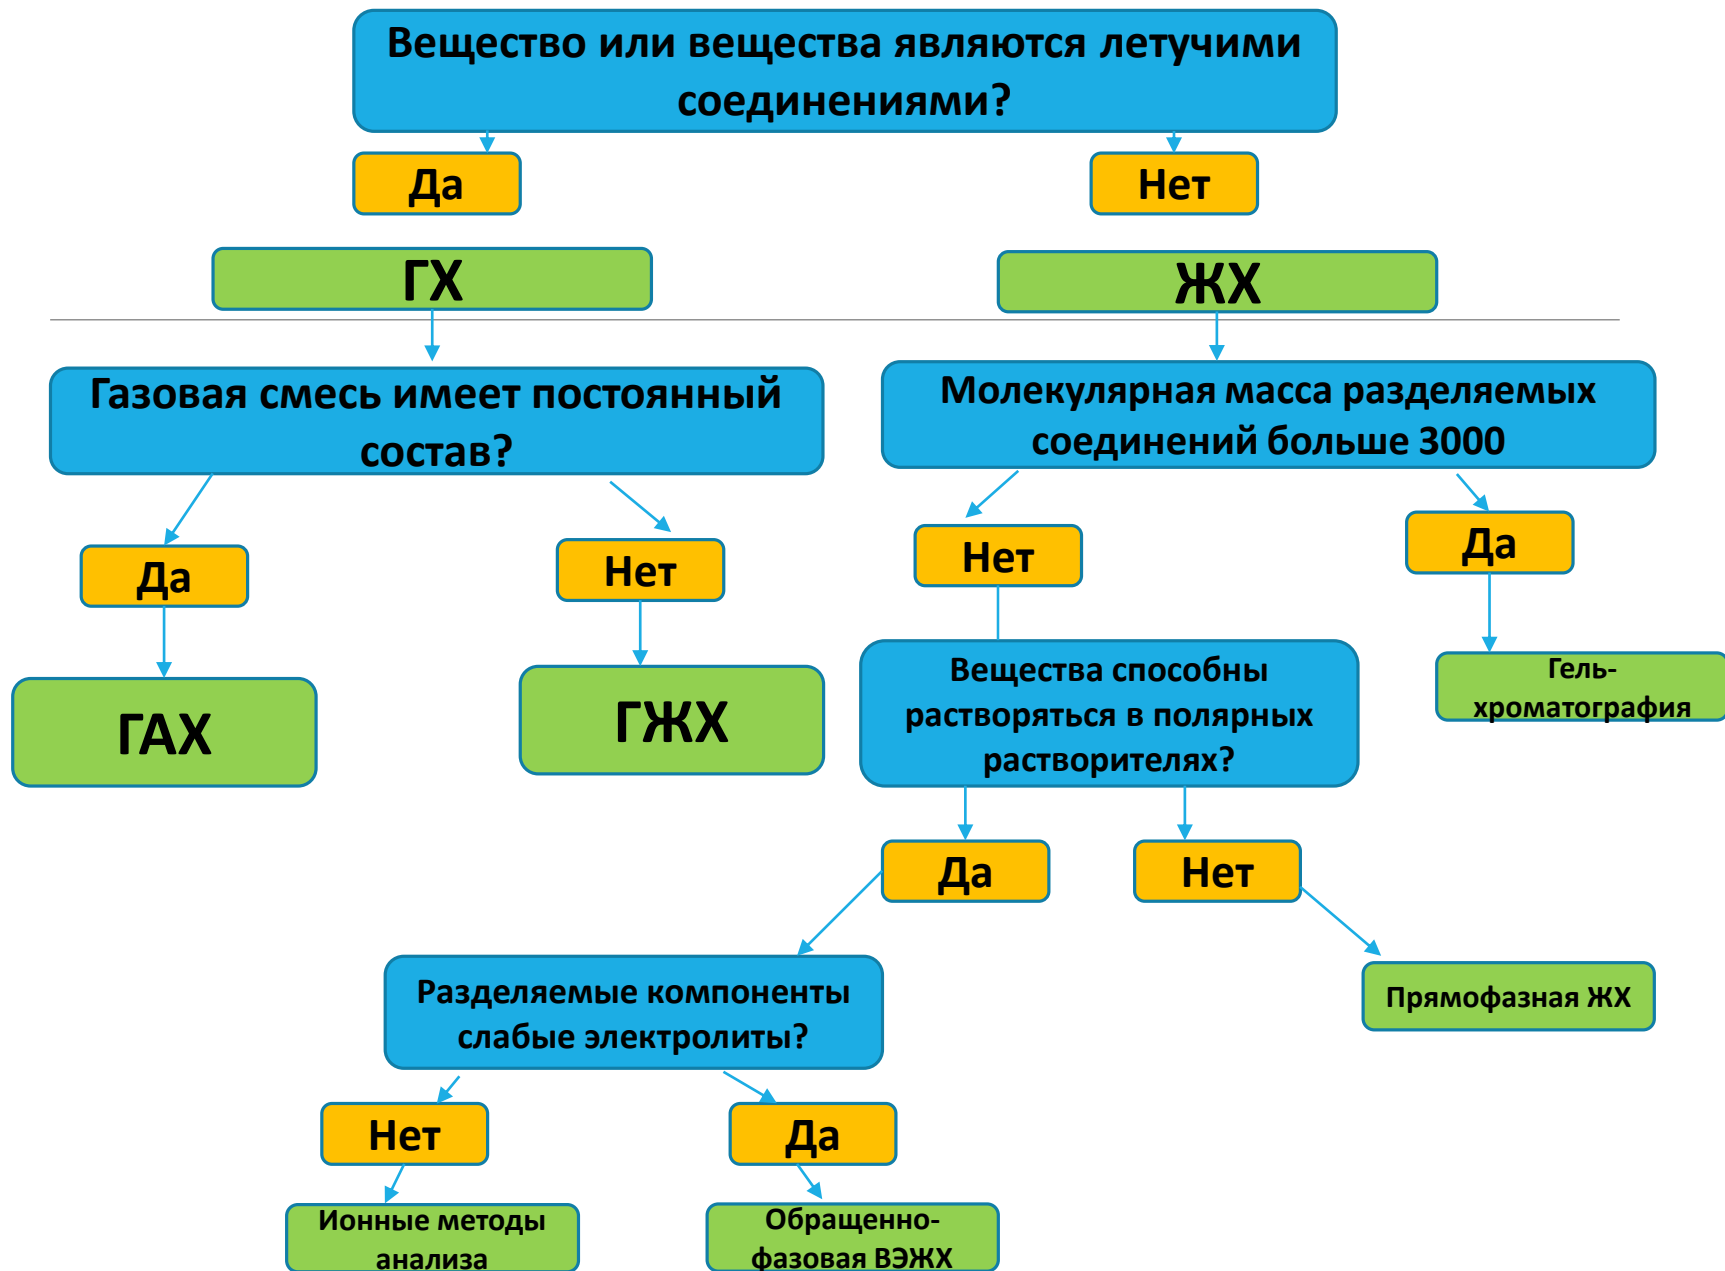 Вещество или вещества являются летучими
соединениями?
Да
Нет
ГХ
ЖХ
Газовая смесь имеет постоянный
состав?
Молекулярная масса разделяемых
соединений больше 3000
Да
Нет
Нет
Да
ГАХ
ГЖХ
Вещества способны
растворяться в полярных
растворителях?
Гель-
хроматография
Да
Нет
Разделяемые компоненты
слабые электролиты?
Прямофазная ЖХ
Нет
Да
Ионные методы
анализа
Обращенно-
фазовая ВЭЖХ